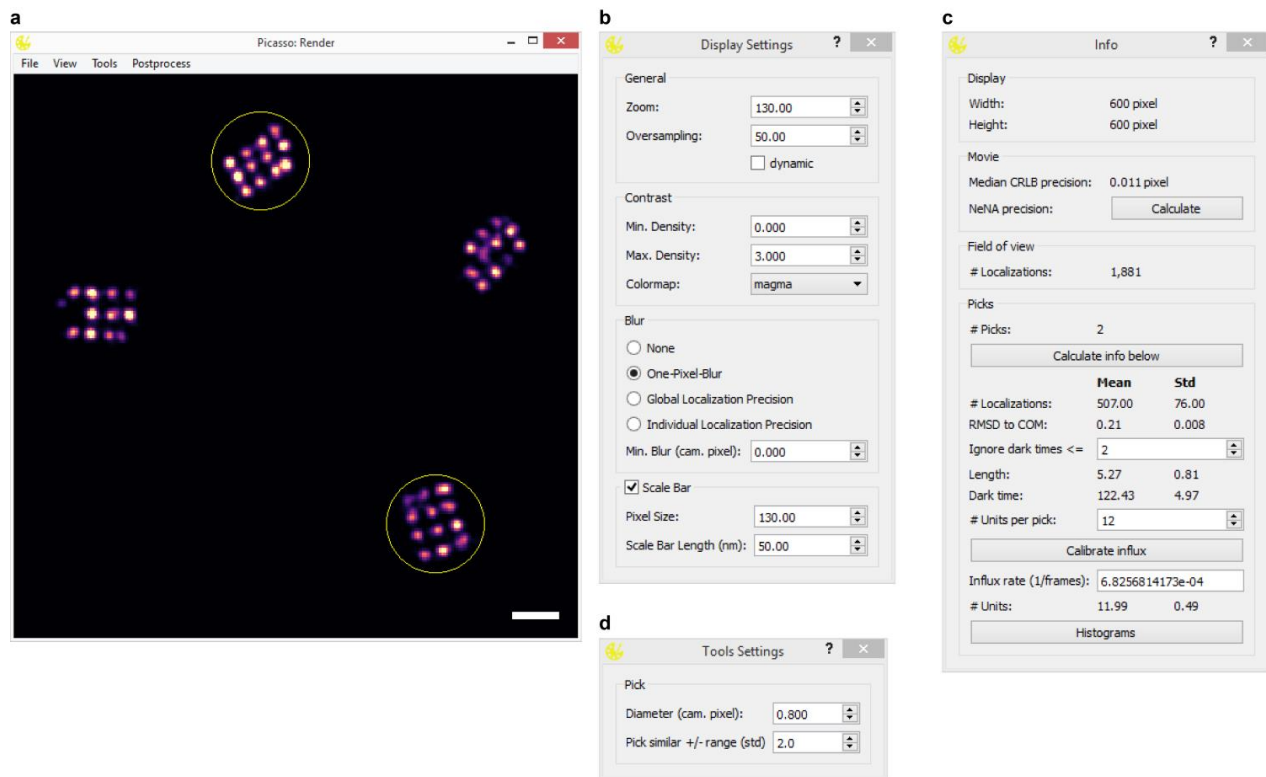 a
Picasso: Render
File View Tools Postprocess
b
Display Settings ?
General
Zoom: 130.00
Oversampling: 50.00
dynamic
Contrast
Min. Density: 0.000
Max. Density: 3.000
Colormap: magma
Blur
None
One-Pixel-Blur
Global Localization Precision
Individual Localization Precision
Min. Blur (cam. pixel): 0.000
Scale Bar
Pixel Size: 130.00
Scale Bar Length (nm): 50.00
c
Info ?
Display
Width: 600 pixel
Height: 600 pixel
Movie
Median CRLB precision: 0.011 pixel
NeNA precision: Calculate
Field of view
# Localizations: 1,881
Picks
# Picks: 2
Calculate info below
Mean Std
# Localizations: 507.00 76.00
RMSD to COM: 0.21 0.008
Ignore dark times <= 2
Length: 5.27 0.81
Dark time: 122.43 4.97
# Units per pick: 12
Calibrate influx
Influx rate (1/frames): 6.8256814173e-04
# Units: 11.99 0.49
Histograms
d
Tools Settings ?
Pick
Diameter (cam. pixel): 0.800
Pick similar +/- range (std) 2.0